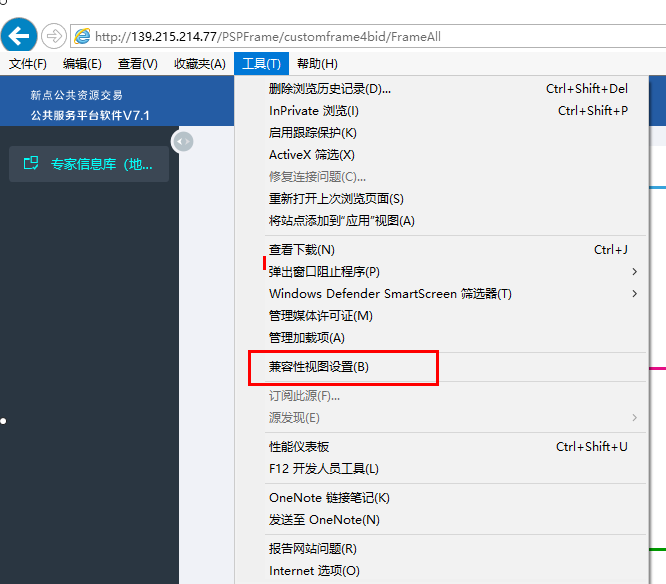 http://139.215.214.77/PSPFrame/customframe4bid/FrameAll
文件(F) 编辑(E) 查看(V) 收藏夹(A) 工具(T) 帮助(H)
新点公共资源交易
公共服务平台软件V7.1
专家信息库（地...
删除浏览历史记录(D)... Ctrl+Shift+Del
InPrivate 浏览(I) Ctrl+Shift+P
启用跟踪保护(K)
ActiveX 筛选(X)
修复连接问题(C)...
重新打开上次浏览页面(S)
将站点添加到“应用”视图(A)
查看下载(N) Ctrl+J
弹出窗口阻止程序(P)
Windows Defender SmartScreen 筛选器(T)
管理媒体许可证(M)
管理加载项(A)
兼容性视图设置(B)
订阅此源(F)...
源发现(E)
性能仪表板 Ctrl+Shift+U
F12 开发人员工具(L)
OneNote 链接笔记(K)
发送至 OneNote(N)
报告网站问题(R)
Internet 选项(O)